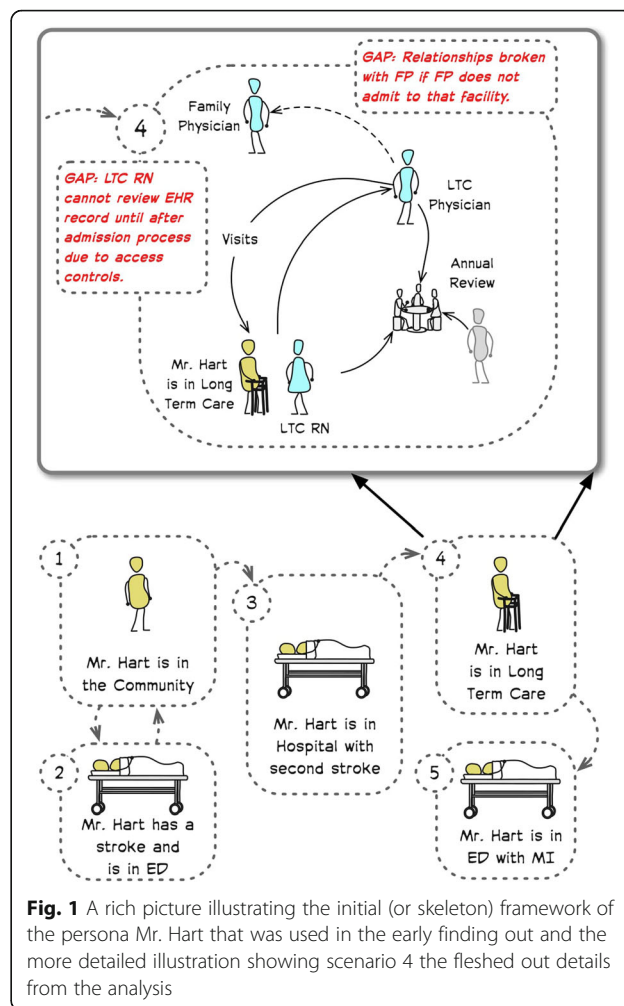 GAP: Relationships broken
with FP if FP does not
admit to that facility.
Family
Physician
4
GAP: LTC RN
cannot review EHR
record until after
admission process
due to access
controls.
LTC
Physician
Visits
Annual
Review
Mr. Hart
is in Long
Term Care
LTC RN
1
Mr. Hart is in
the Community
2
Mr. Hart has a
stroke and
is in ED
3
Mr. Hart is in
Hospital with
second stroke
4
Mr. Hart
is in Long
Term Care
5
Mr. Hart is in
ED with MI
Fig. 1 A rich picture illustrating the initial (or skeleton) framework of
the persona Mr. Hart that was used in the early finding out and the
more detailed illustration showing scenario 4 the fleshed out details
from the analysis